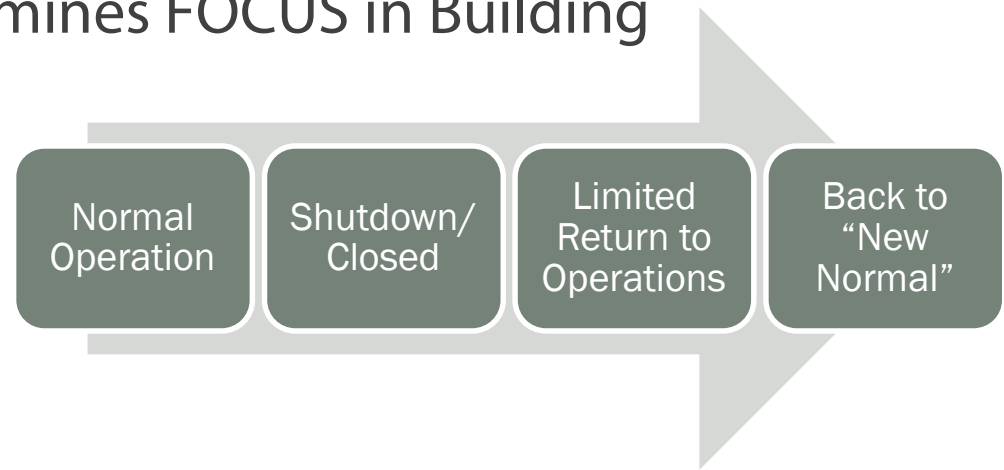 mines FOCUS in Building
Normal
Operation
Shutdown/
Closed
Limited
Return to
Operations
Back to
“New
Normal”